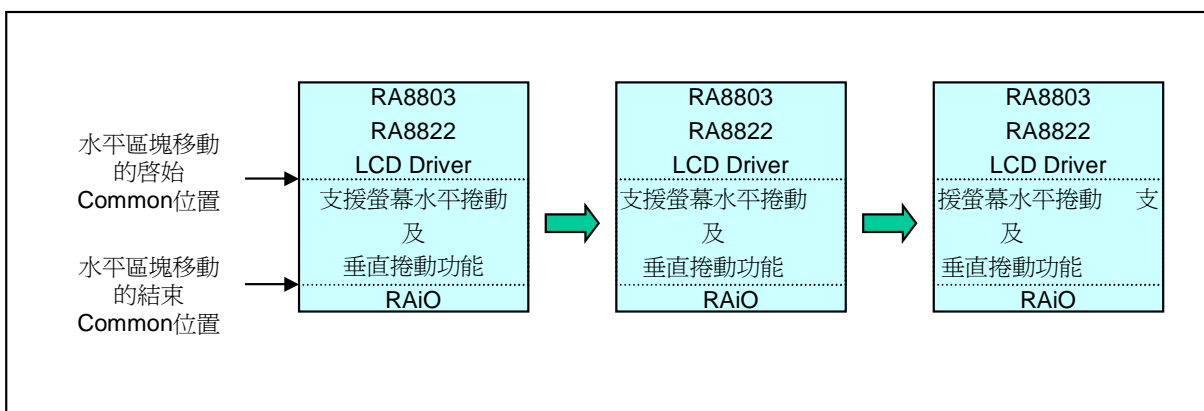 水平區塊移動
的啓始
Common位置
水平區塊移動
的結束
Common位置
RA8803
RA8822
LCD Driver
支援螢幕水平捲動
及
垂直捲動功能
RAiO
RA8803
RA8822
LCD Driver
支援螢幕水平捲動
及
垂直捲動功能
RAiO
RA8803
RA8822
LCD Driver
援螢幕水平捲動 支
及
垂直捲動功能
RAiO